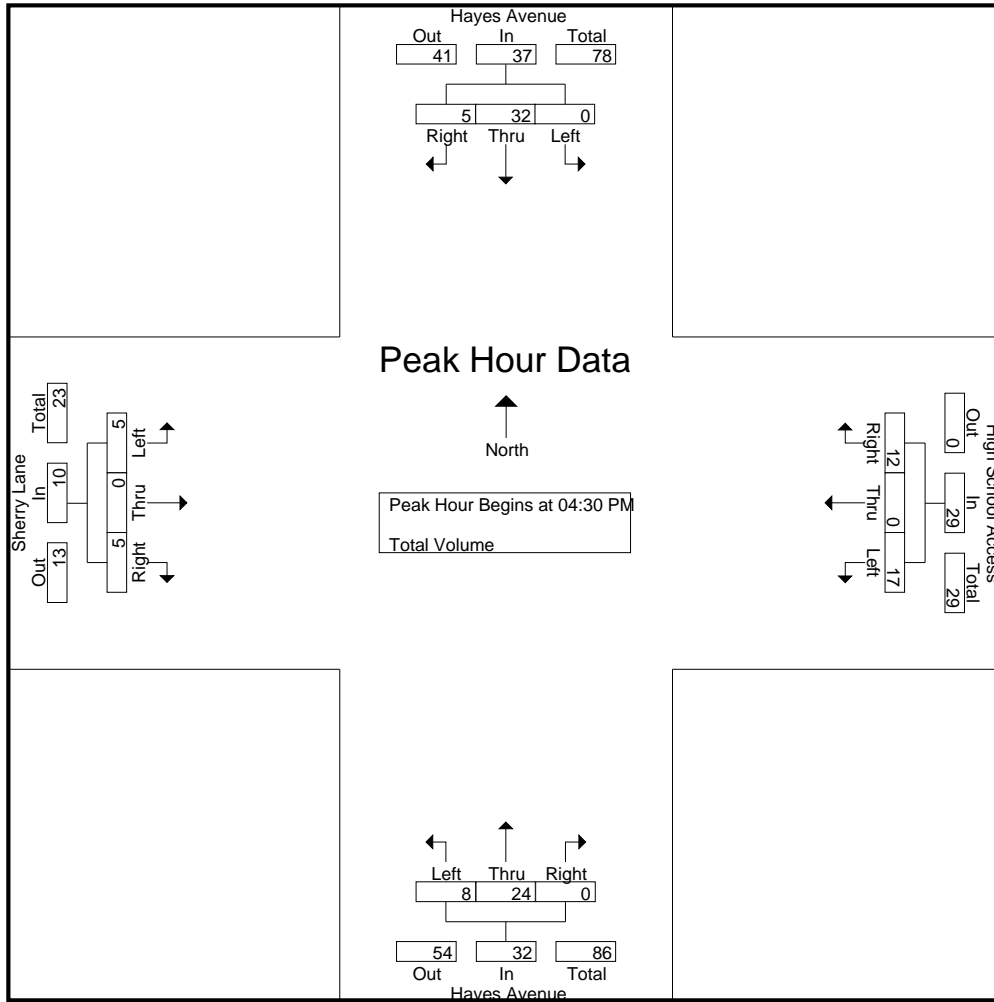 Hayes Avenue
Out In Total
41 37 78
5 32 0
Right Thru Left
Peak Hour Data
North
Peak Hour Begins at 04:30 PM
Total Volume
Sherry Lane
Total In Out
23 10 13
5 0 5
Left Thru Right
High School Access
Out In Total
0 29 29
12 0 17
Right Thru Left
Left Thru Right
8 24 0
54 32 86
Out In Total
Hayes Avenue